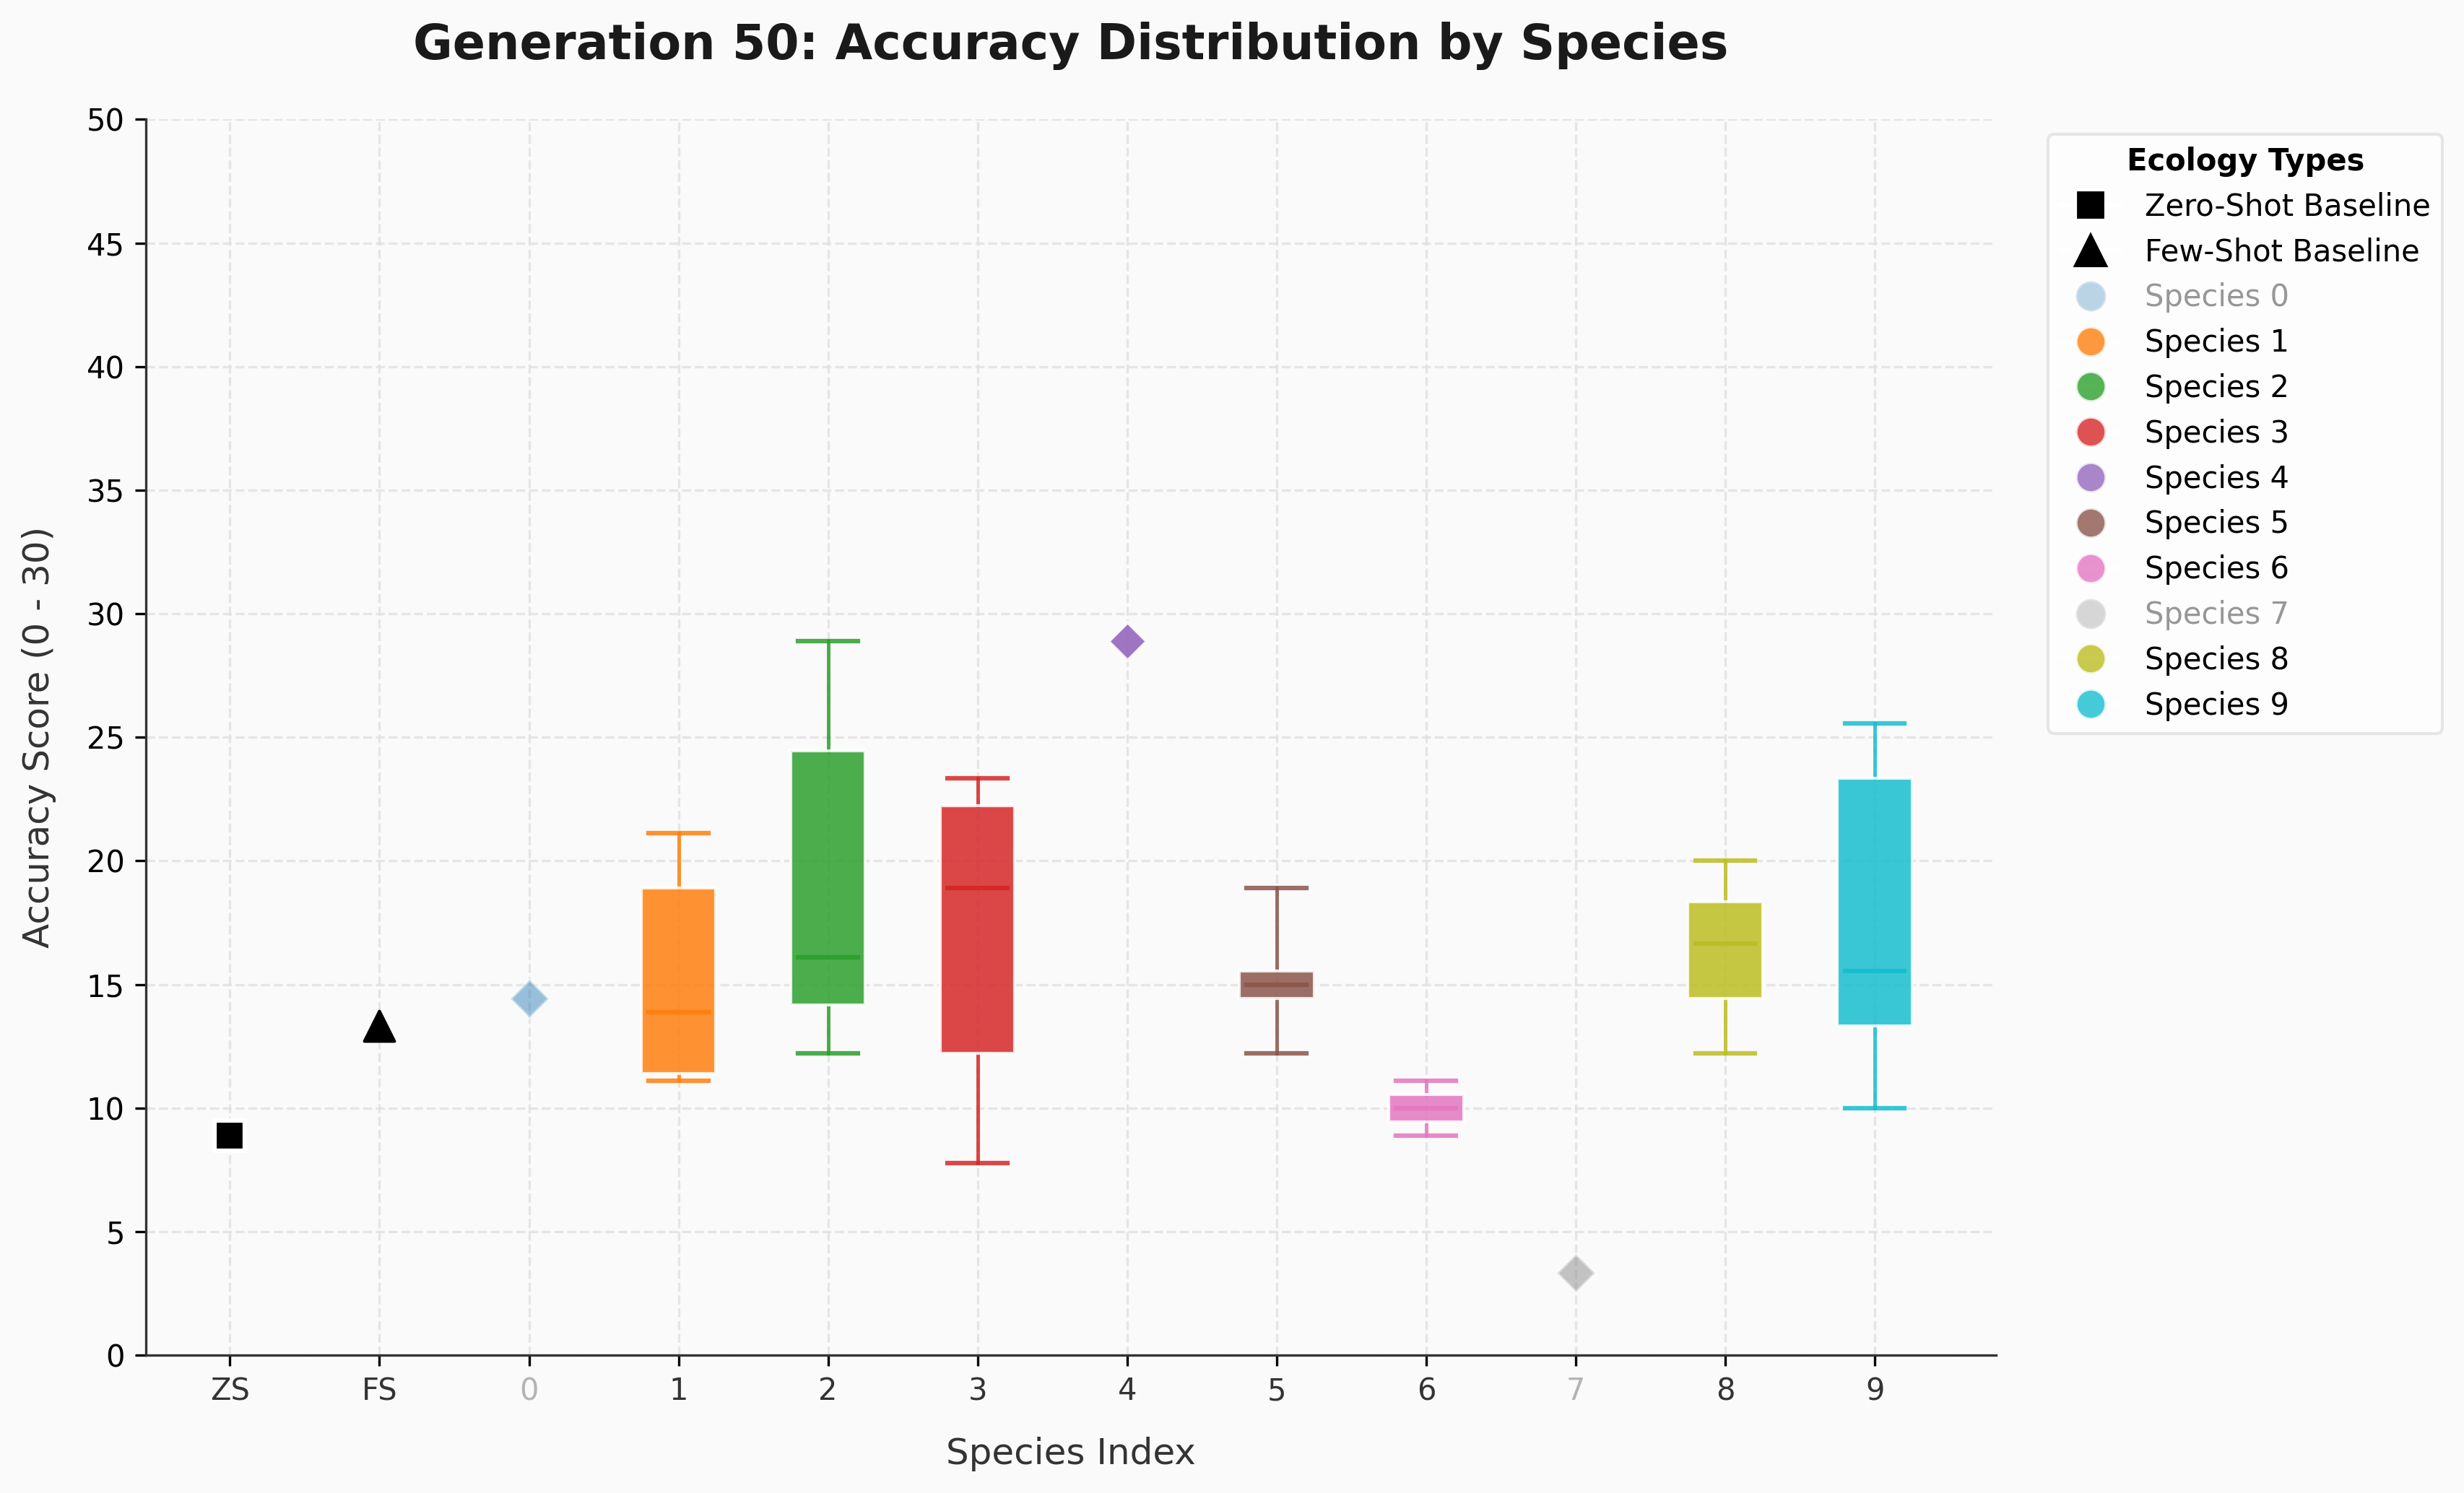 Generation 50: Accuracy Distribution by Species
Accuracy Score (0 - 30)
50
45
40
35
30
25
20
15
10
5
0
ZS
FS
0
1
2
3
4
5
6
7
8
9
Species Index
Ecology Types
Zero-Shot Baseline
Few-Shot Baseline
Species 0
Species 1
Species 2
Species 3
Species 4
Species 5
Species 6
Species 7
Species 8
Species 9